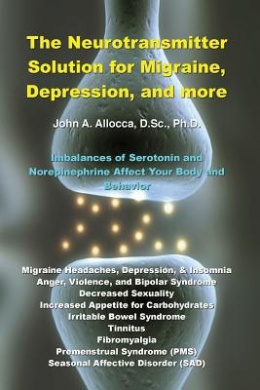 The Neurotransmitter
Solution for Migraine,
Depression, and more
John A. Allocca, D.Sc., Ph.D.
Imbalances of Serotonin and
Norepinephrine Affect Your Body and
Behavior
Migraine Headaches, Depression, & Insomnia
Anger, Violence, and Bipolar Syndrome
Decreased Sexuality
Increased Appetite for Carbohydrates
Irritable Bowel Syndrome
Tinnitus
Fibromyalgia
Premenstrual Syndrome (PMS)
Seasonal Affective Disorder (SAD)